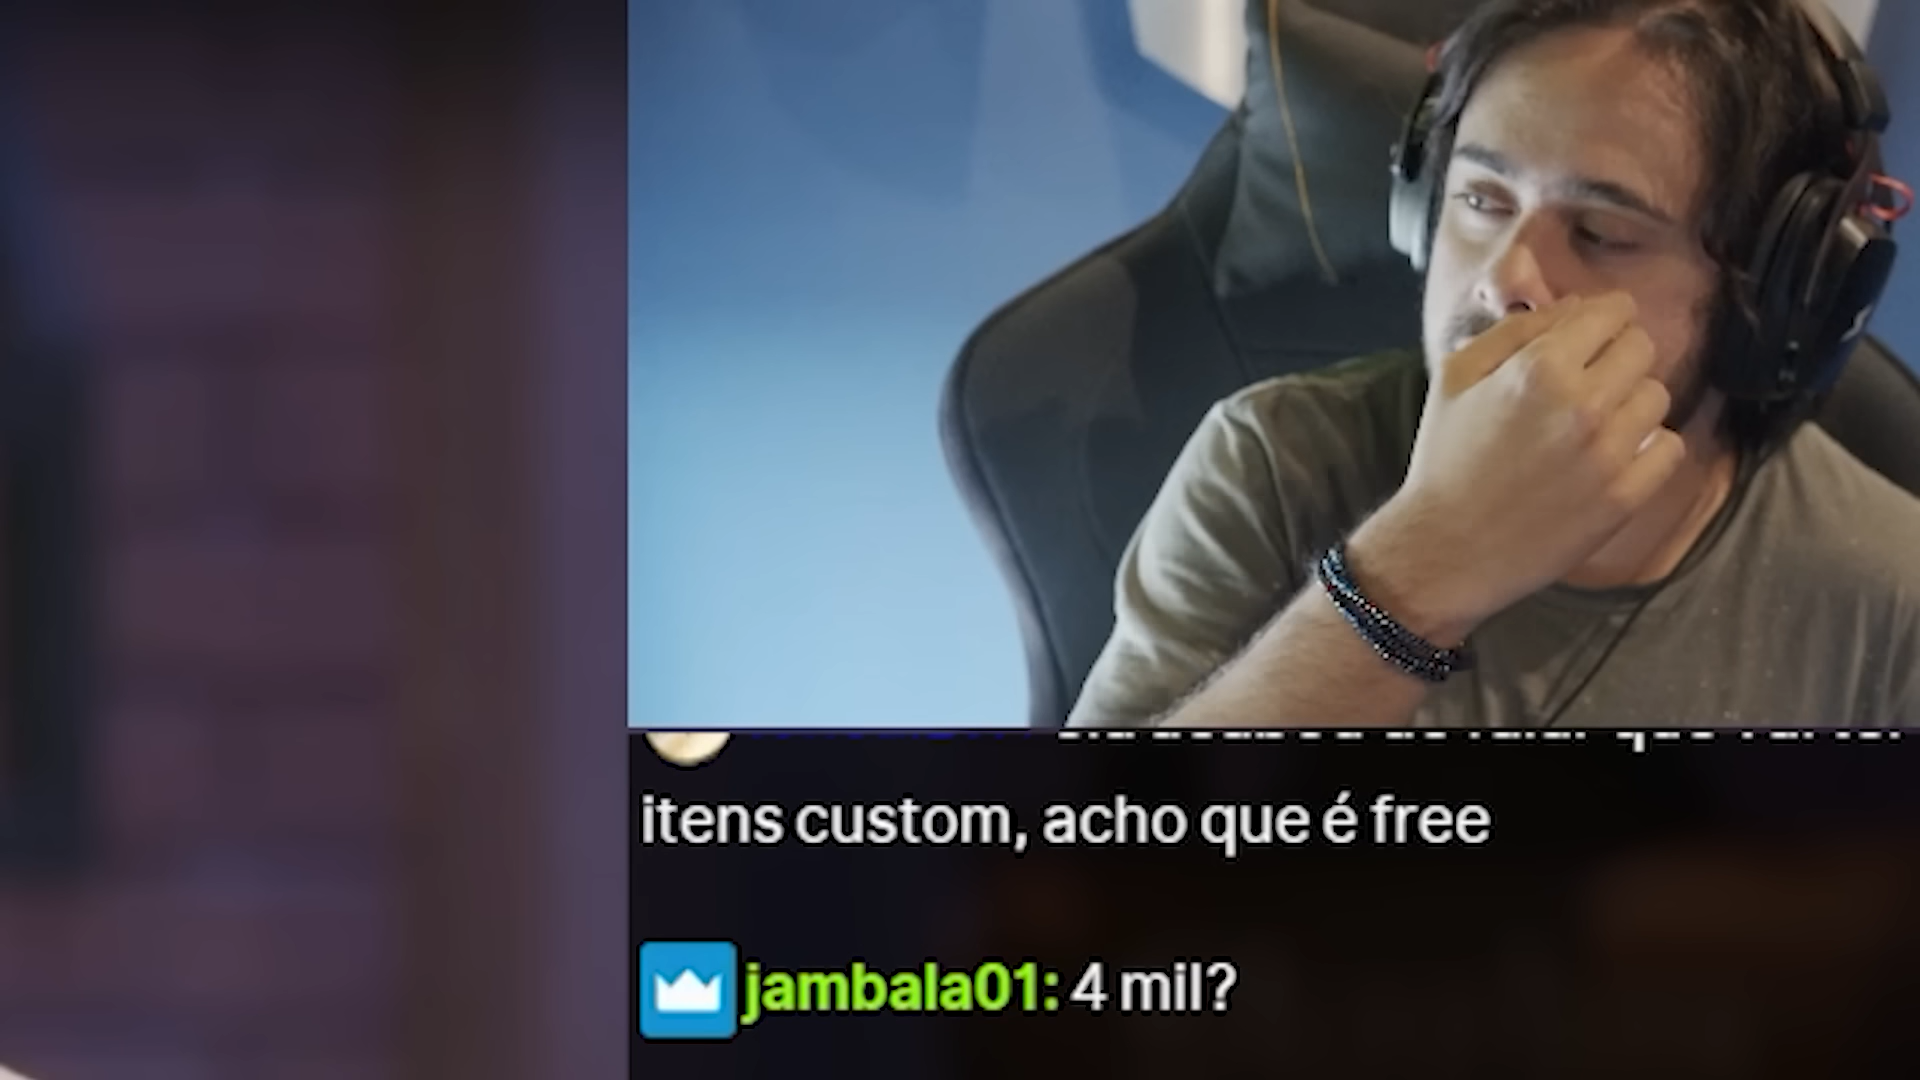 itens custom, acho que é free
jambala01: 4 mil?